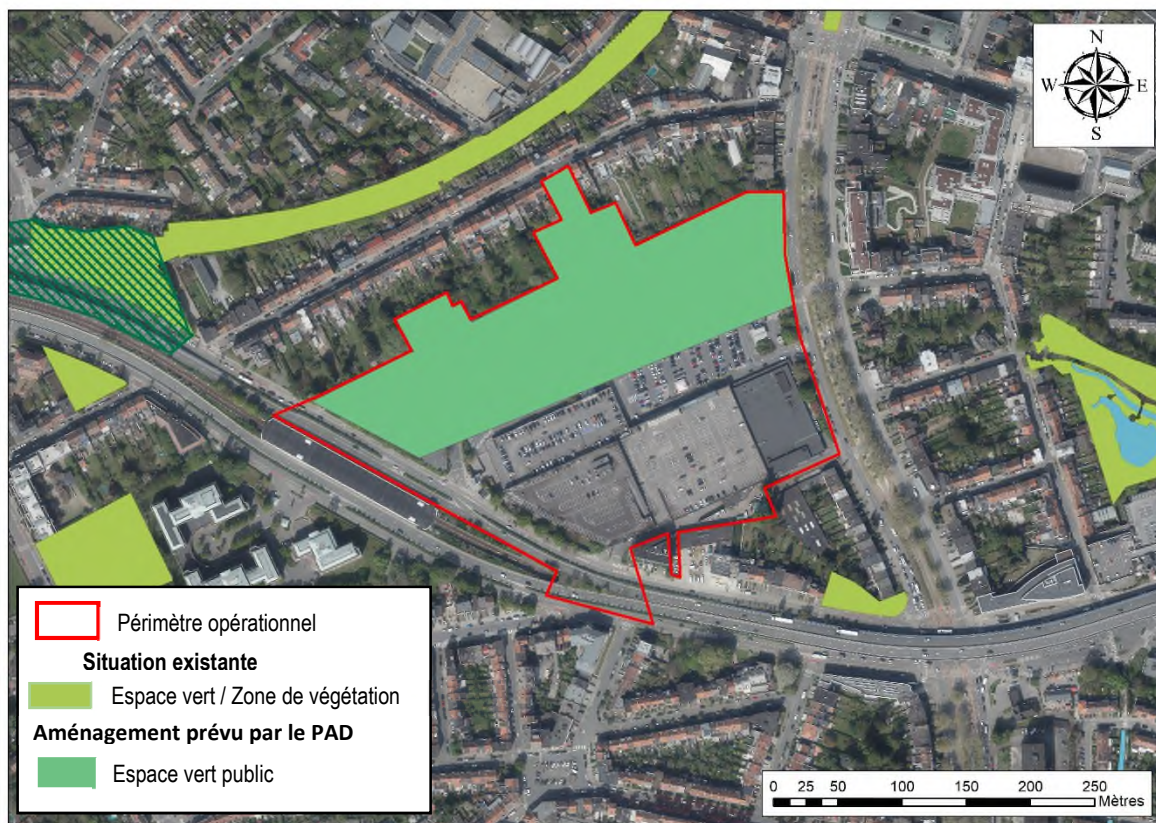 N
W E
S
Périmètre opérationnel
Situation existante
Espace vert / Zone de végétation
Aménagement prévu par le PAD
Espace vert public
0 25 50 100 150 200 250
Mètres